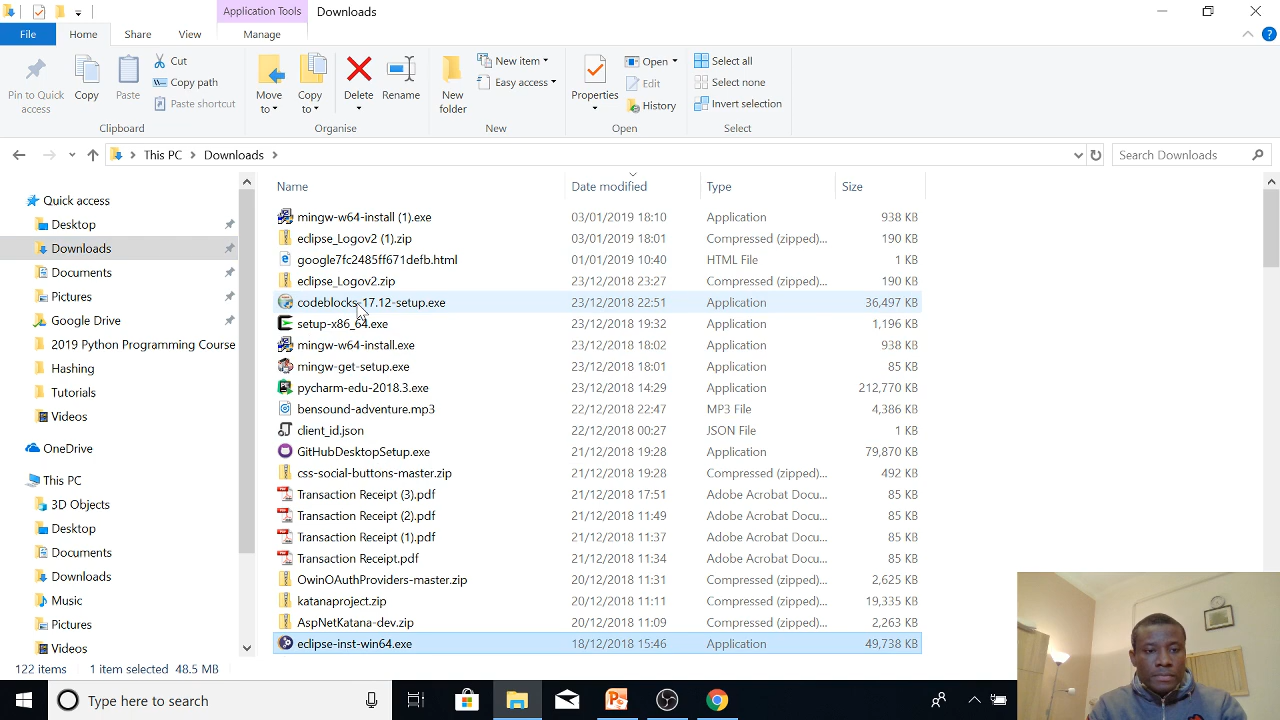 Application Tools Downloads
File Home Share View Manage
Pin to Quick access
Copy
Paste
Cut
Copy path
Paste shortcut
Clipboard
Move to
Copy to
Delete
Rename
Organise
New folder
New item
Easy access
New
Properties
Open
Edit
History
Open
Select all
Select none
Invert selection
Select
This PC > Downloads > Search Downloads
Name Date modified Type Size
Quick access
Desktop
Downloads
Documents
Pictures
Google Drive
2019 Python Programming Course
Hashing
Tutorials
Videos
OneDrive
This PC
3D Objects
Desktop
Documents
Downloads
Music
Pictures
Videos
mingw-w64-install (1).exe 03/01/2019 18:10 Application 938 KB
eclipse_Logov2 (1).zip 03/01/2019 18:01 Compressed (zipped)... 190 KB
google7fc2485ff671defb.html 01/01/2019 10:40 HTML File 1 KB
eclipse_Logov2.zip 23/12/2018 23:27 Compressed (zipped)... 190 KB
codeblocks-17.12-setup.exe 23/12/2018 22:51 Application 36,497 KB
setup-x86_64.exe 23/12/2018 19:32 Application 1,196 KB
mingw-w64-install.exe 23/12/2018 18:02 Application 938 KB
mingw-get-setup.exe 23/12/2018 18:01 Application 85 KB
pycharm-edu-2018.3.exe 23/12/2018 14:29 Application 212,770 KB
bensound-adventure.mp3 22/12/2018 22:47 MP3 File 4,386 KB
client_id.json 22/12/2018 00:27 JSON File 1 KB
GitHubDesktopSetup.exe 21/12/2018 19:28 Application 79,870 KB
css-social-buttons-master.zip 21/12/2018 19:28 Compressed (zipped)... 492 KB
Transaction Receipt (3).pdf 21/12/2018 17:51 Adobe Acrobat Docu... 85 KB
Transaction Receipt (2).pdf 21/12/2018 11:49 Adobe Acrobat Docu... 85 KB
Transaction Receipt (1).pdf 21/12/2018 11:37 Adobe Acrobat Docu... 85 KB
Transaction Receipt.pdf 21/12/2018 11:34 Adobe Acrobat Docu... 85 KB
OwinOAuthProviders-master.zip 20/12/2018 11:31 Compressed (zipped)... 2,625 KB
katanaproject.zip 20/12/2018 11:11 Compressed (zipped)... 19,335 KB
AspNetKatana-dev.zip 20/12/2018 11:09 Compressed (zipped)... 2,263 KB
eclipse-inst-win64.exe 18/12/2018 15:46 Application 49,738 KB
122 items 1 item selected 48.5 MB
Type here to search